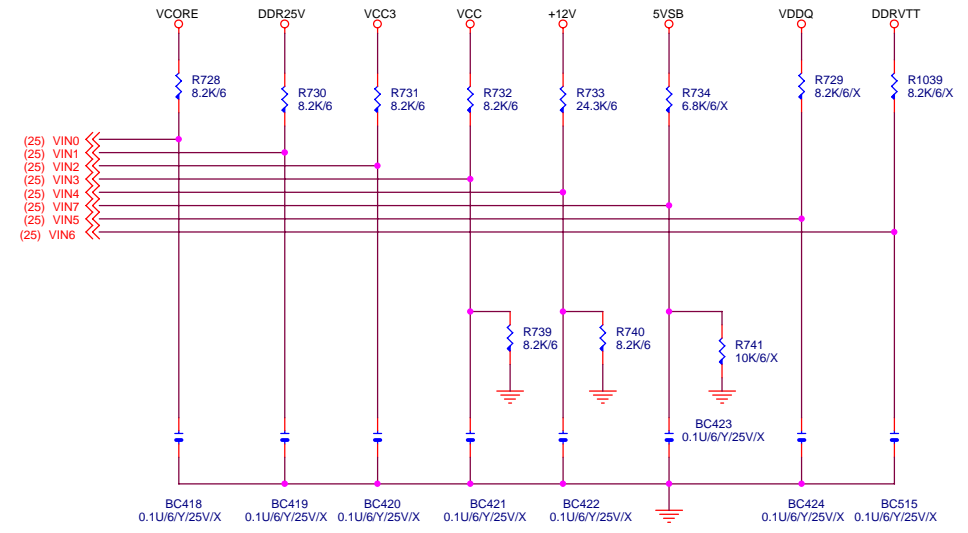 VCORE
DDR25V
VCC3
VCC
+12V
5VSB
VDDQ
DDRVTT
R728
8.2K/6
R730
8.2K/6
R731
8.2K/6
R732
8.2K/6
R733
24.3K/6
R734
6.8K/6/X
R729
8.2K/6/X
R1039
8.2K/6/X
(25) VIN0
(25) VIN1
(25) VIN2
(25) VIN3
(25) VIN4
(25) VIN7
(25) VIN5
(25) VIN6
R739
8.2K/6
R740
8.2K/6
R741
10K/6/X
BC423
0.1U/6/Y/25V/X
BC418
0.1U/6/Y/25V/X
BC419
0.1U/6/Y/25V/X
BC420
0.1U/6/Y/25V/X
BC421
0.1U/6/Y/25V/X
BC422
0.1U/6/Y/25V/X
BC424
0.1U/6/Y/25V/X
BC515
0.1U/6/Y/25V/X